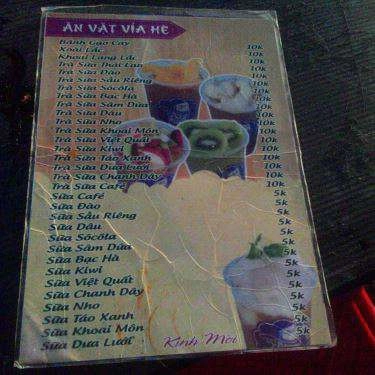 ĂN VẶT VỈA HÈ
Bánh Gạo Cay 10k
Xoài Lắc 10k
Khoai Lang Lắc 10k
Trà Sữa Thái Lan 10k
Trà Sữa Dâu 10k
Trà Sữa Sầu Riêng 10k
Trà Sữa Sôcôla 10k
Trà Sữa Bạc Hà 10k
Trà Sữa Sâm Dứa 10k
Trà Sữa Dâu 10k
Trà Sữa Nho 10k
Trà Sữa Khoai Môn 10k
Trà Sữa Việt Quất 10k
Trà Sữa Kiwi 10k
Trà Sữa Táo Xanh 10k
Trà Sữa Dưa Lưới 10k
Trà Sữa Chanh Dây 10k
Trà Sữa Café 10k
Sữa Café 5k
Sữa Đào 5k
Sữa Sầu Riêng 5k
Sữa Dâu 5k
Sữa Sôcôla 5k
Sữa Sâm Dứa 5k
Sữa Bạc Hà 5k
Sữa Kiwi 5k
Sữa Việt Quất 5k
Sữa Chanh Dây 5k
Sữa Nho 5k
Sữa Táo Xanh 5k
Sữa Khoai Môn 5k
Sữa Dưa Lưới 5k
Kính Mời